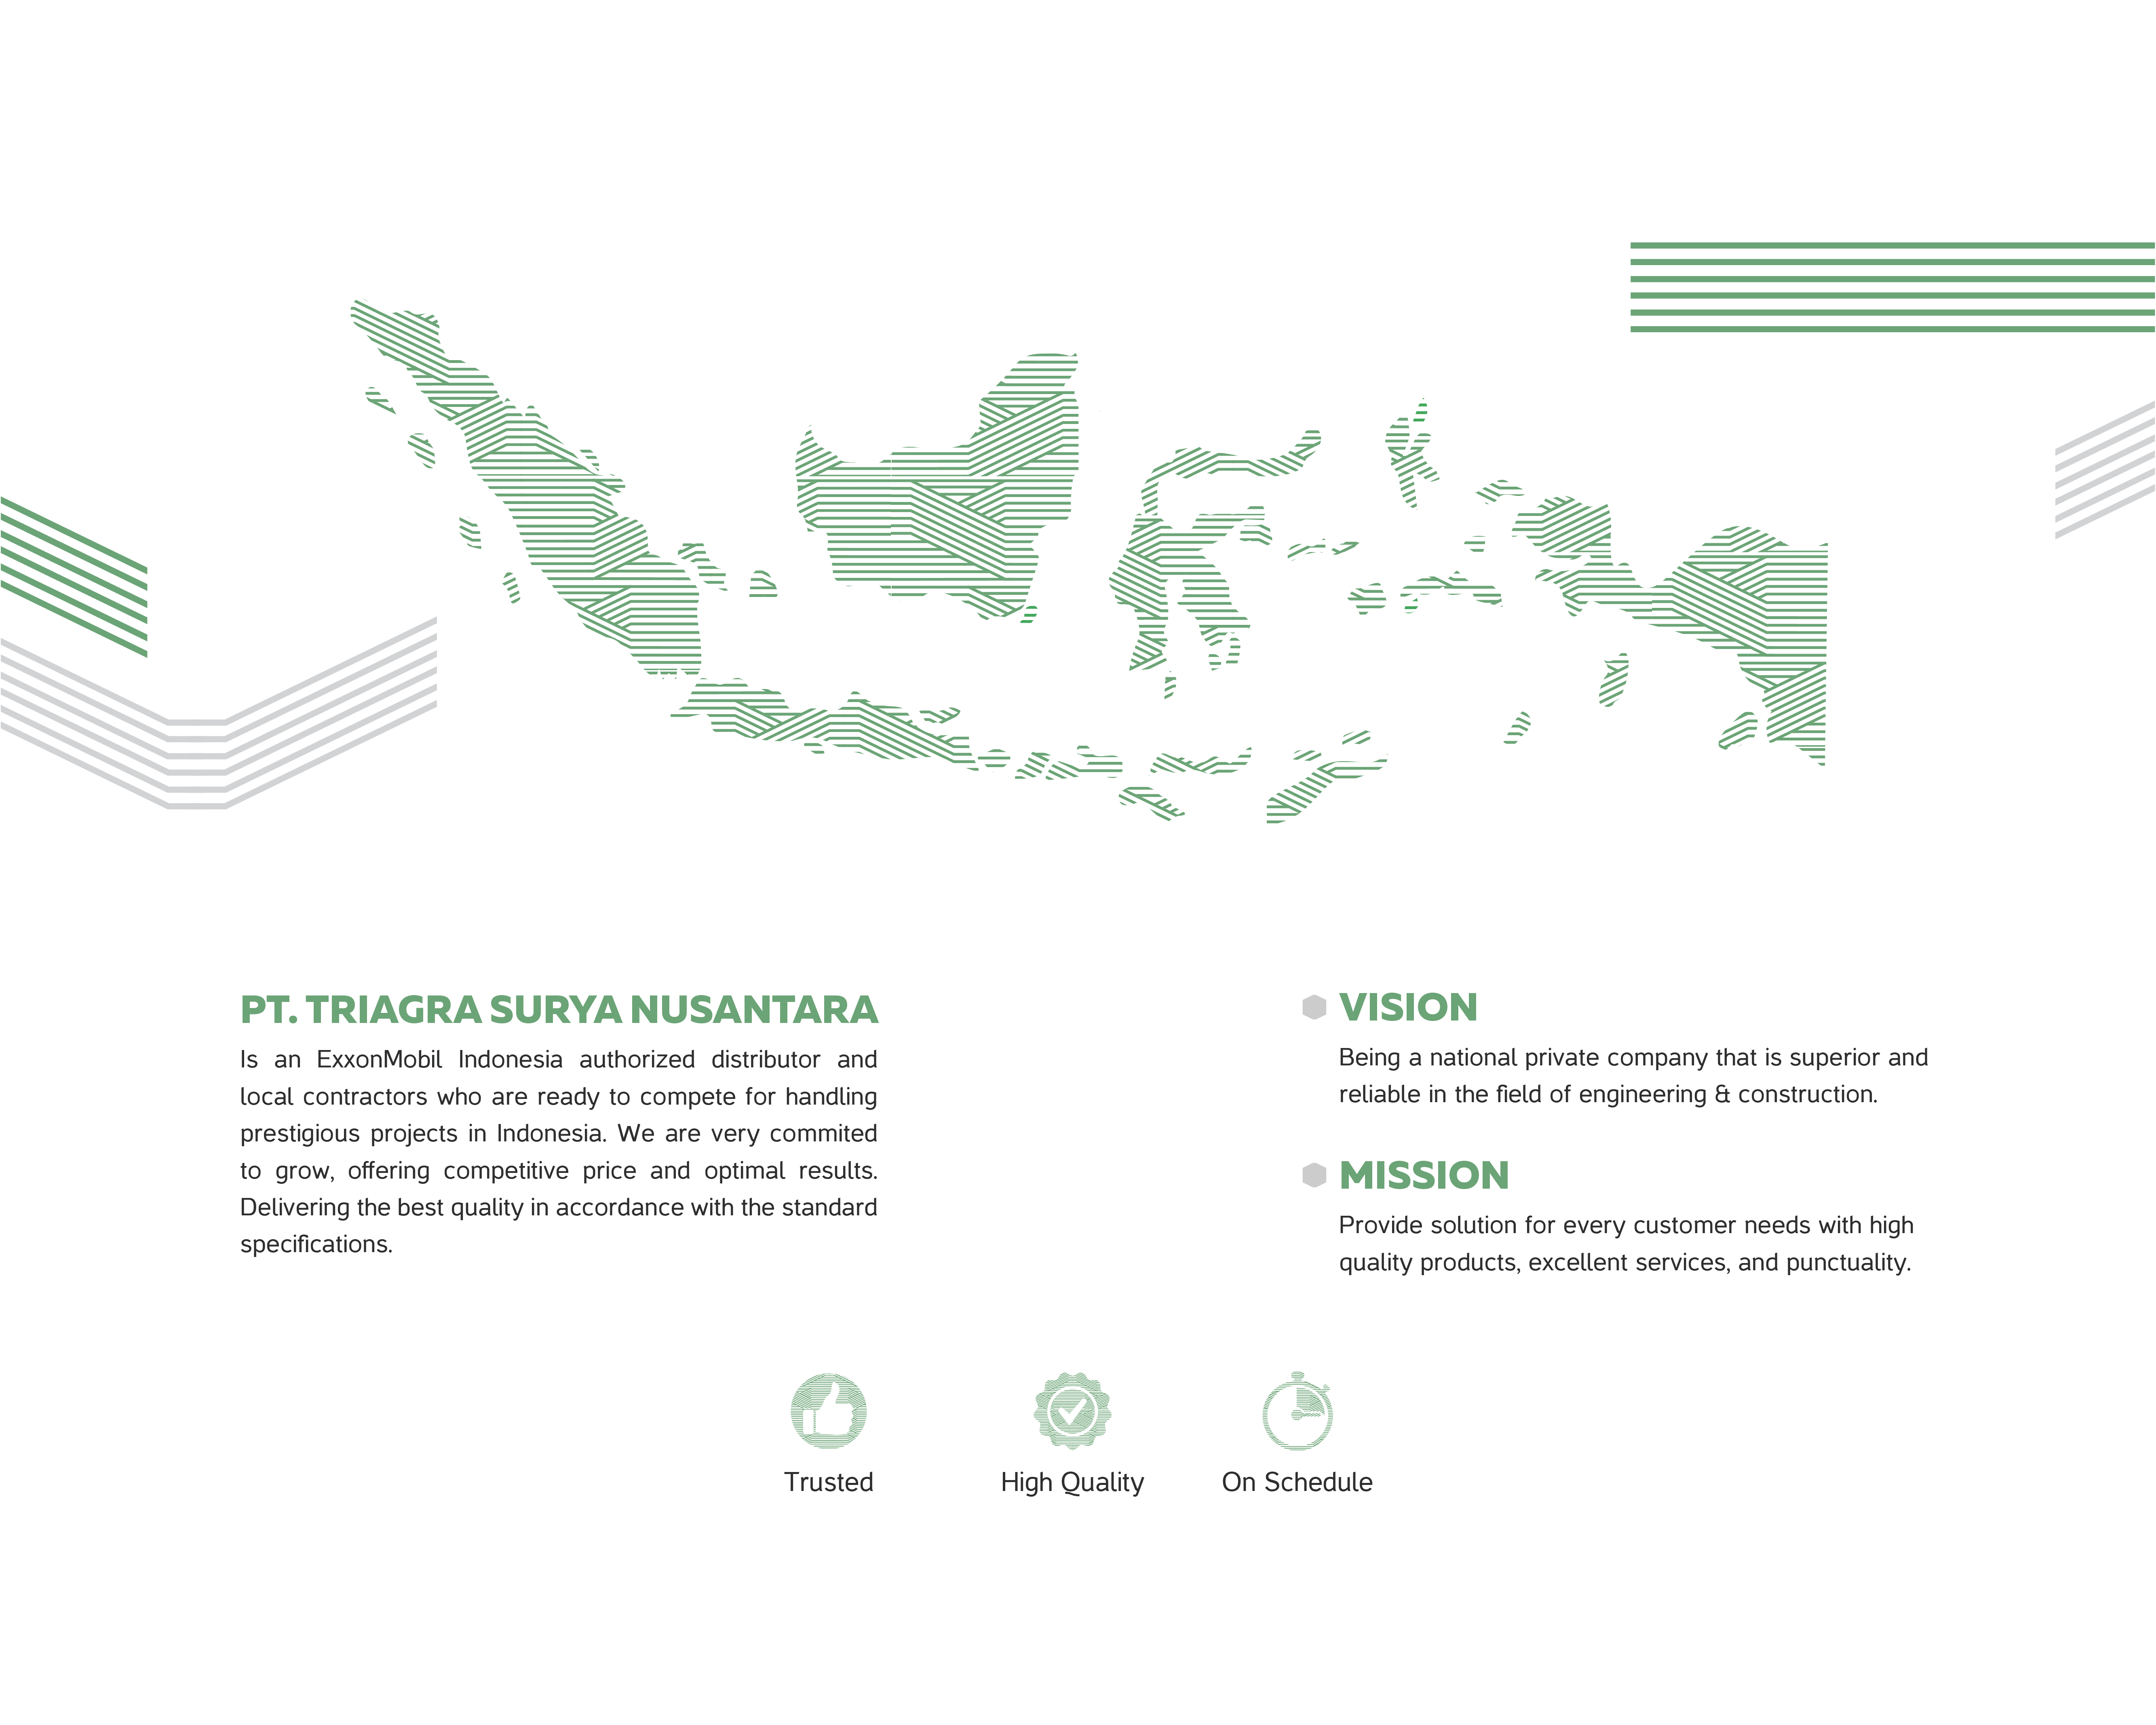 PT. TRIAGRA SURYA NUSANTARA
Is an ExxonMobil Indonesia authorized distributor and
local contractors who are ready to compete for handling
prestigious projects in Indonesia. We are very commited
to grow, offering competitive price and optimal results.
Delivering the best quality in accordance with the standard
specifications.
VISION
Being a national private company that is superior and
reliable in the field of engineering & construction.
MISSION
Provide solution for every customer needs with high
quality products, excellent services, and punctuality.
Trusted
High Quality
On Schedule